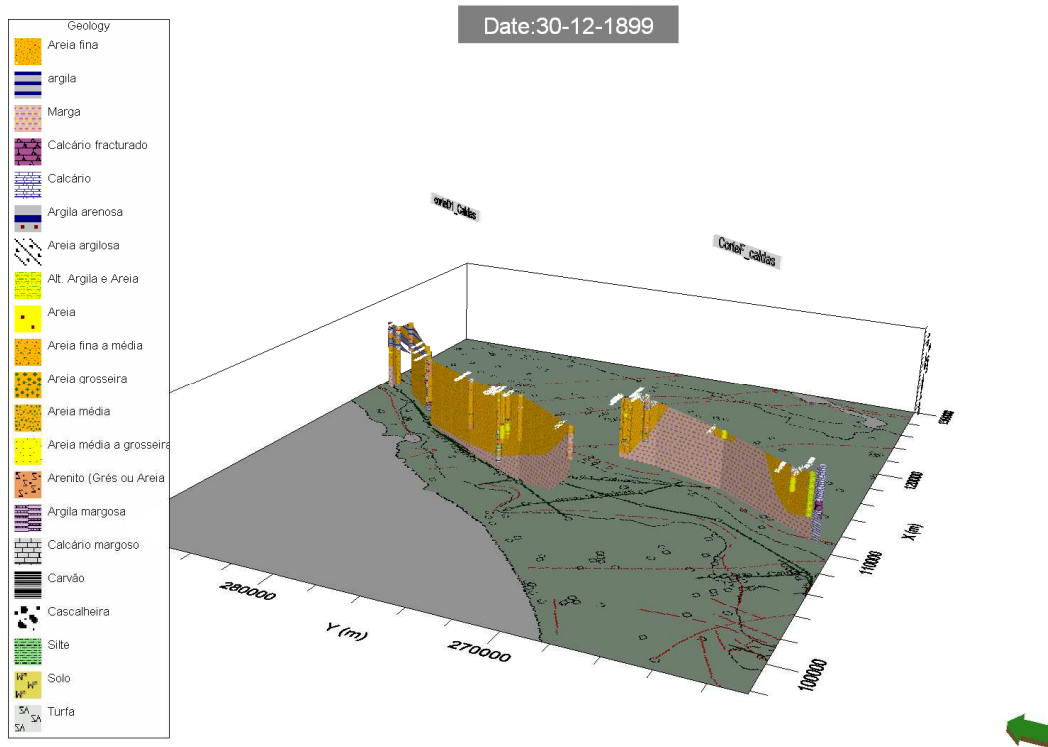 Date:30-12-1899
Geology
Areia fina
argila
Marga
Calcário fracturado
Calcário
Argila arenosa
Areia argilosa
Alt. Argila e Areia
Areia
Areia fina a média
Areia grosseira
Areia média
Areia média a grosseira
Arenito (Grés ou Areia
Argila margosa
Calcário margoso
Carvão
Cascalheira
Silte
Solo
Turfa
corteD1_Caldas
CorteF_caldas
280000
Y (m)
270000
100000
110000
X (m)
120000